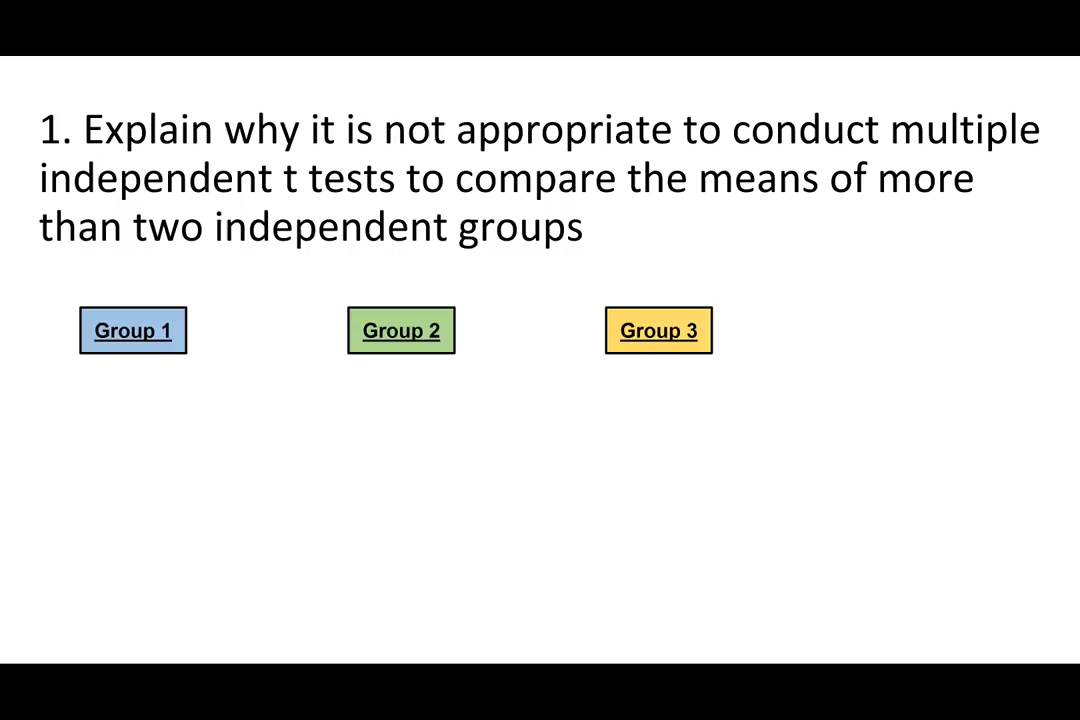 1. Explain why it is not appropriate to conduct multiple
independent t tests to compare the means of more
than two independent groups
Group 1
Group 2
Group 3